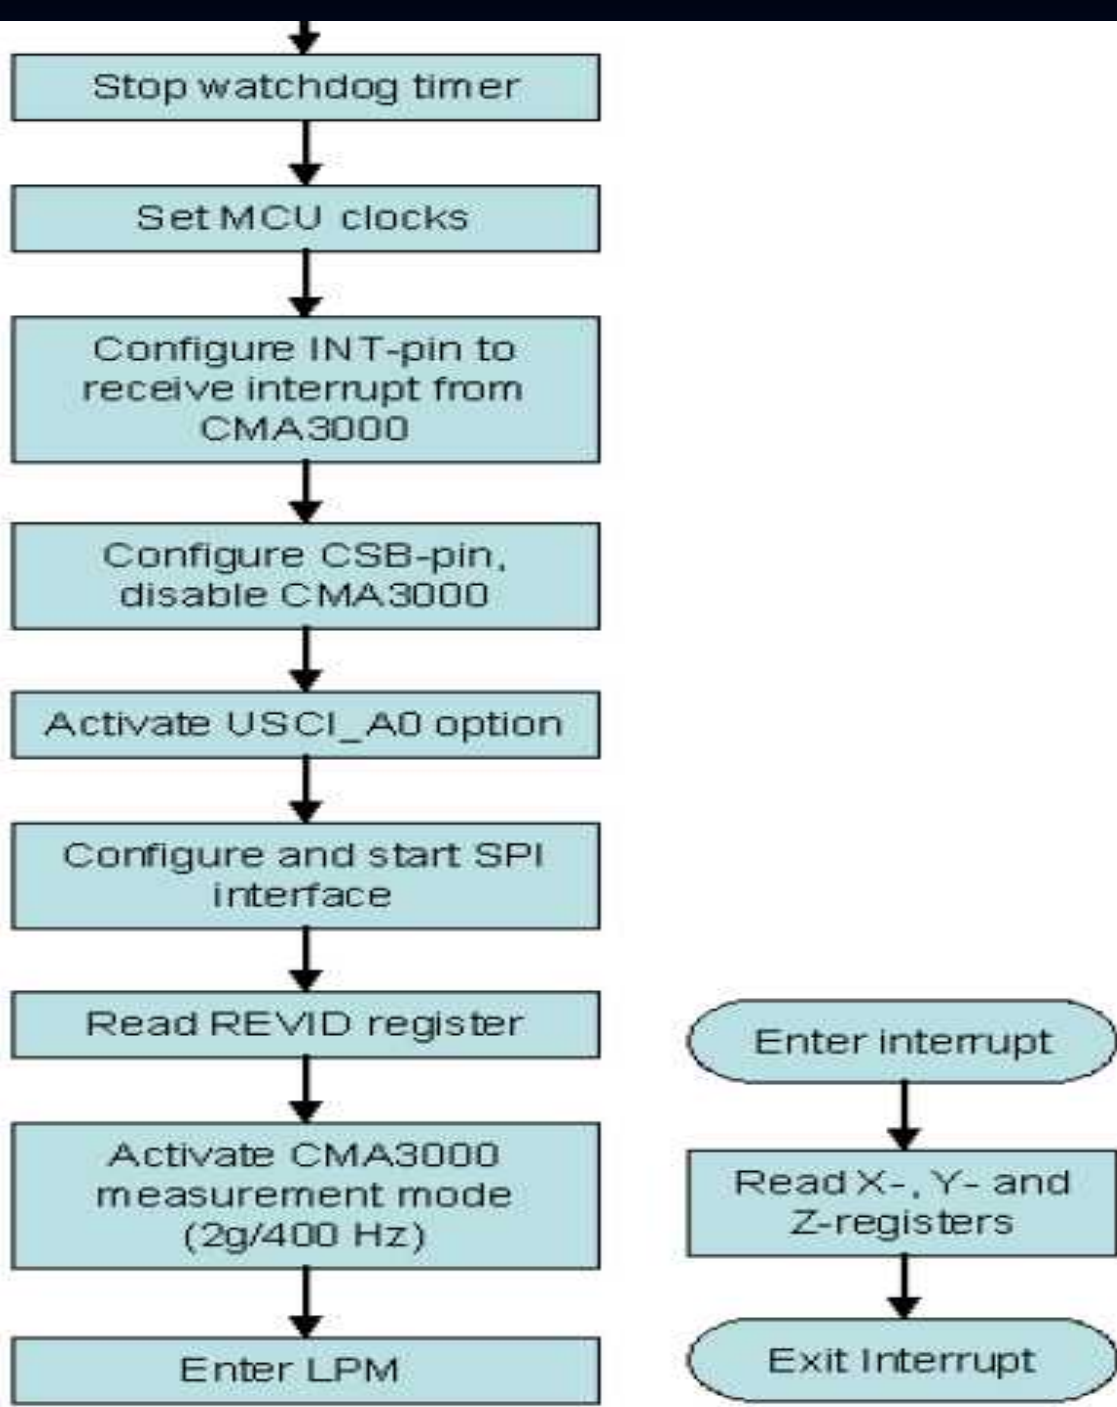 Stop watchdog timer
Set MCU clocks
Configure INT-pin to
receive interrupt from
CMA3000
Configure CSB-pin,
disable CMA3000
Activate USCI_A0 option
Configure and start SPI
interface
Read REVID register
Activate CMA3000
measurement mode
(2g/400 Hz)
Enter LPM
Enter interrupt
Read X-, Y- and
Z-registers
Exit Interrupt